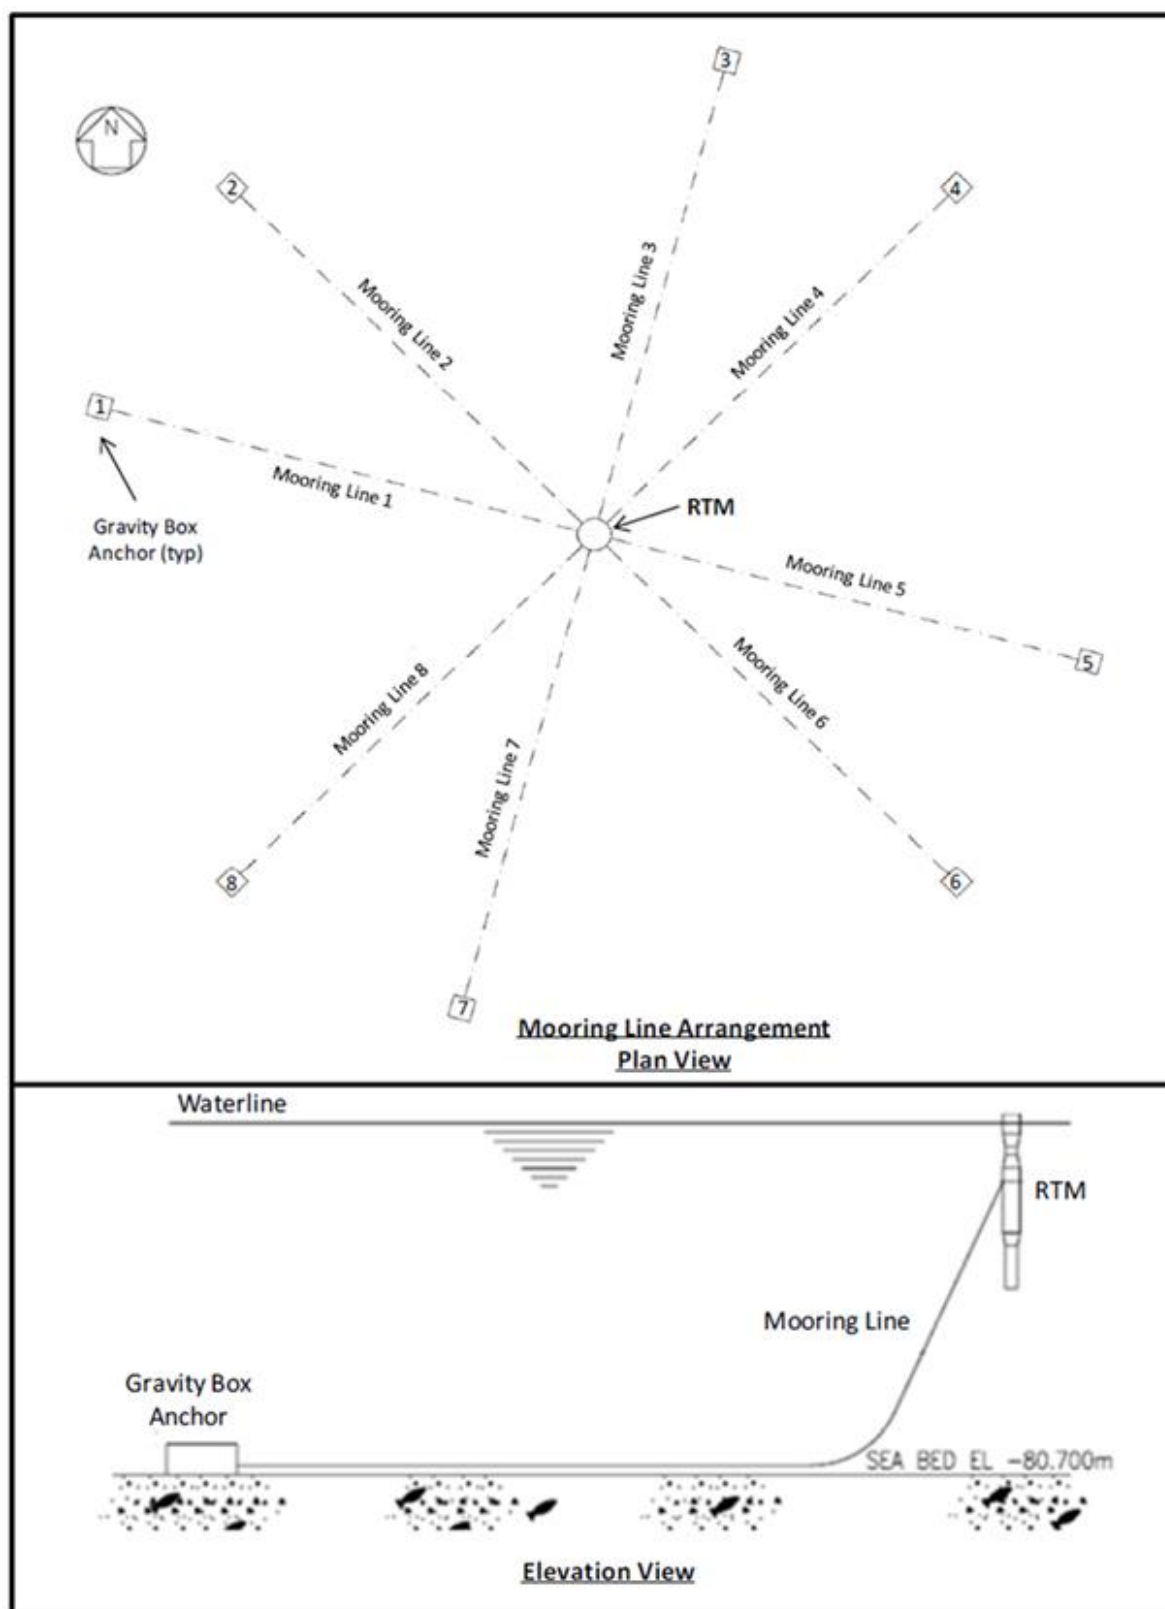 3
N
2
4
Mooring Line 3
Mooring Line 2
Mooring Line 4
1
Mooring Line 1
RTM
Gravity Box
Anchor (typ)
Mooring Line 5
5
Mooring Line 6
Mooring Line 8
Mooring Line 7
8
6
7
Mooring Line Arrangement
Plan View
Waterline
RTM
Mooring Line
Gravity Box
Anchor
SEA BED EL -80.700m
Elevation View